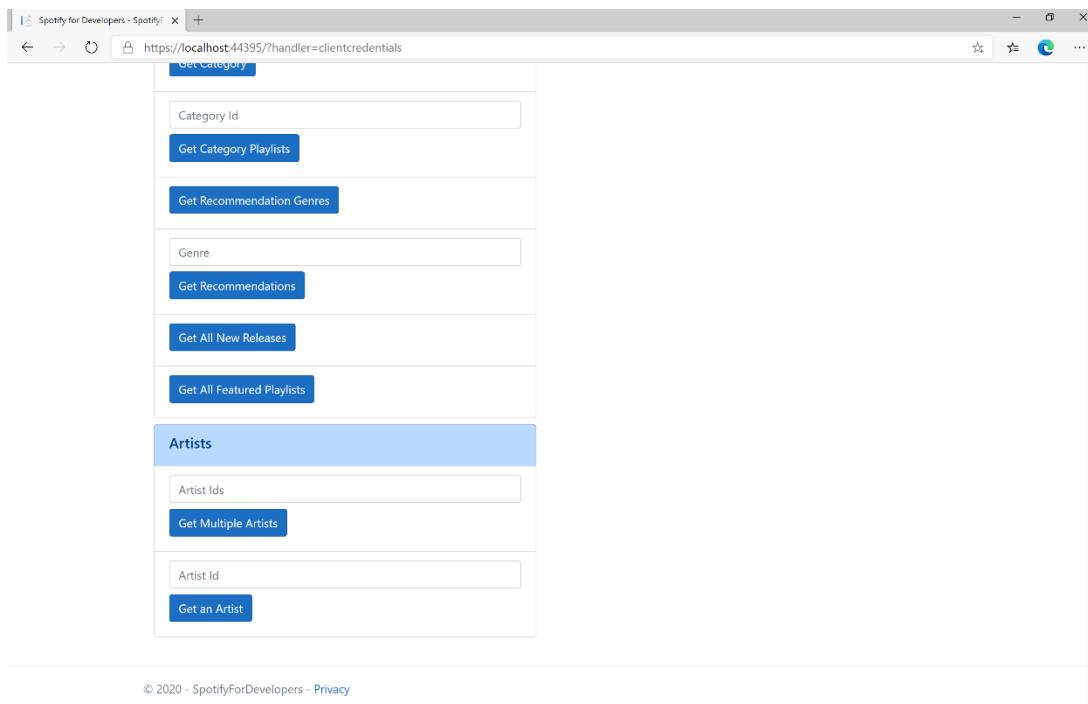 Spotify for Developers - Spotify
https://localhost:44395/?handler=clientcredentials
Get Category
Category Id
Get Category Playlists
Get Recommendation Genres
Genre
Get Recommendations
Get All New Releases
Get All Featured Playlists
Artists
Artist Ids
Get Multiple Artists
Artist Id
Get an Artist
© 2020 - SpotifyForDevelopers - Privacy